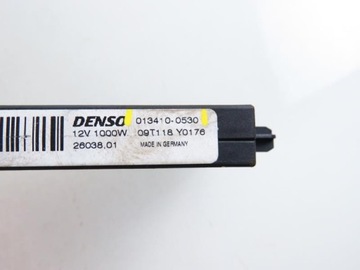 DENSO 013410-0530
12V 1000W 09T118 Y0176
26038.01 MADE IN GERMANY